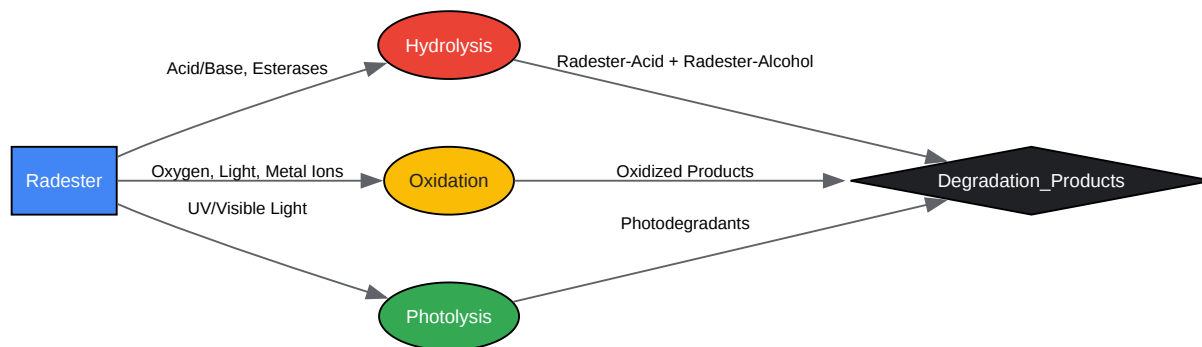 Hydrolysis
Acid/Base, Esterases
Radester-Acid + Radester-Alcohol
Radester
Oxygen, Light, Metal Ions
Oxidation
Oxidized Products
Degradation_Products
UV/Visible Light
Photodegradants
Photolysis